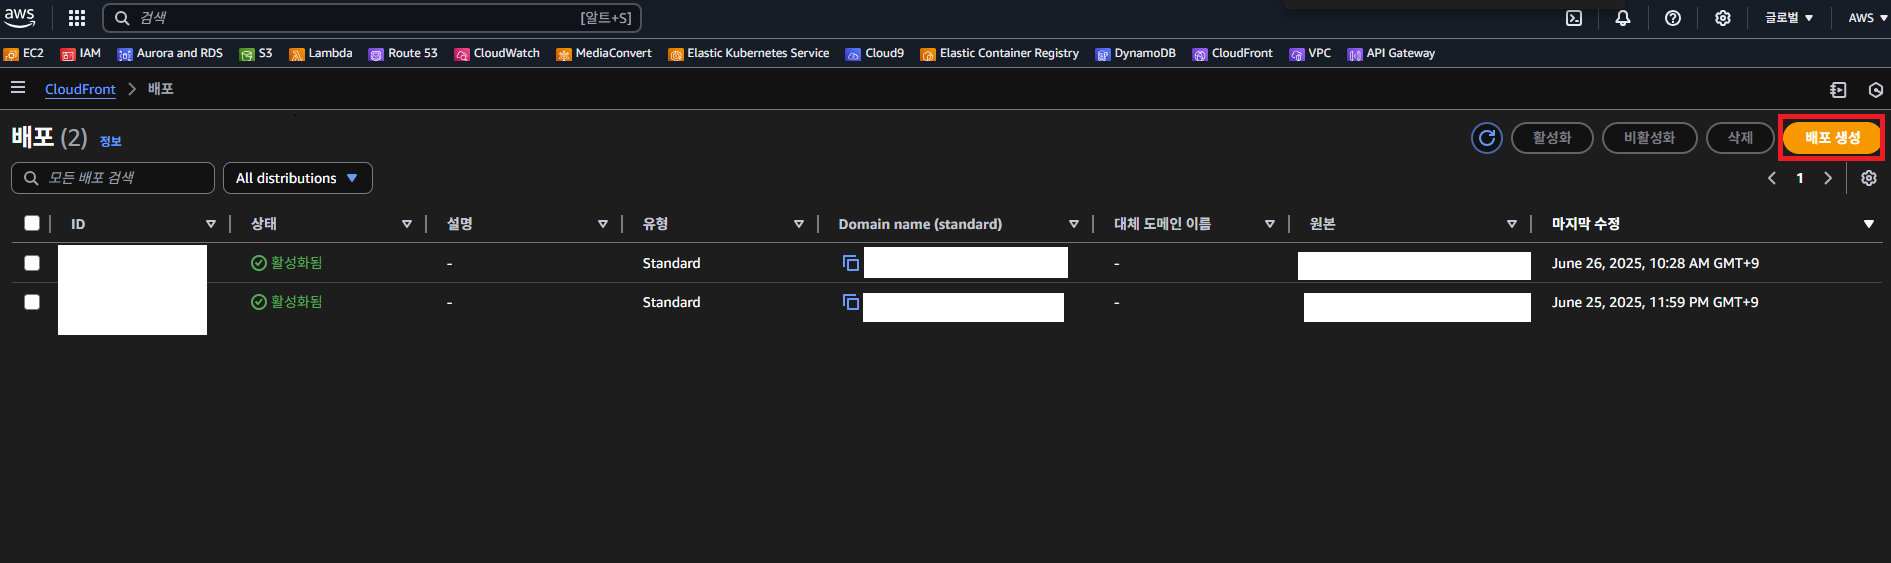 aws 검색 [알트+S] 글로벌 AWS
EC2 IAM Aurora and RDS S3 Lambda Route 53 CloudWatch MediaConvert Elastic Kubernetes Service Cloud9 Elastic Container Registry DynamoDB CloudFront VPC API Gateway
CloudFront > 배포
배포 (2) 정보 활성화 비활성화 삭제 배포 생성
모든 배포 검색 All distributions 1
ID 상태 설명 유형 Domain name (standard) 대체 도메인 이름 원본 마지막 수정
활성화됨 - Standard - June 26, 2025, 10:28 AM GMT+9
활성화됨 - Standard - June 25, 2025, 11:59 PM GMT+9